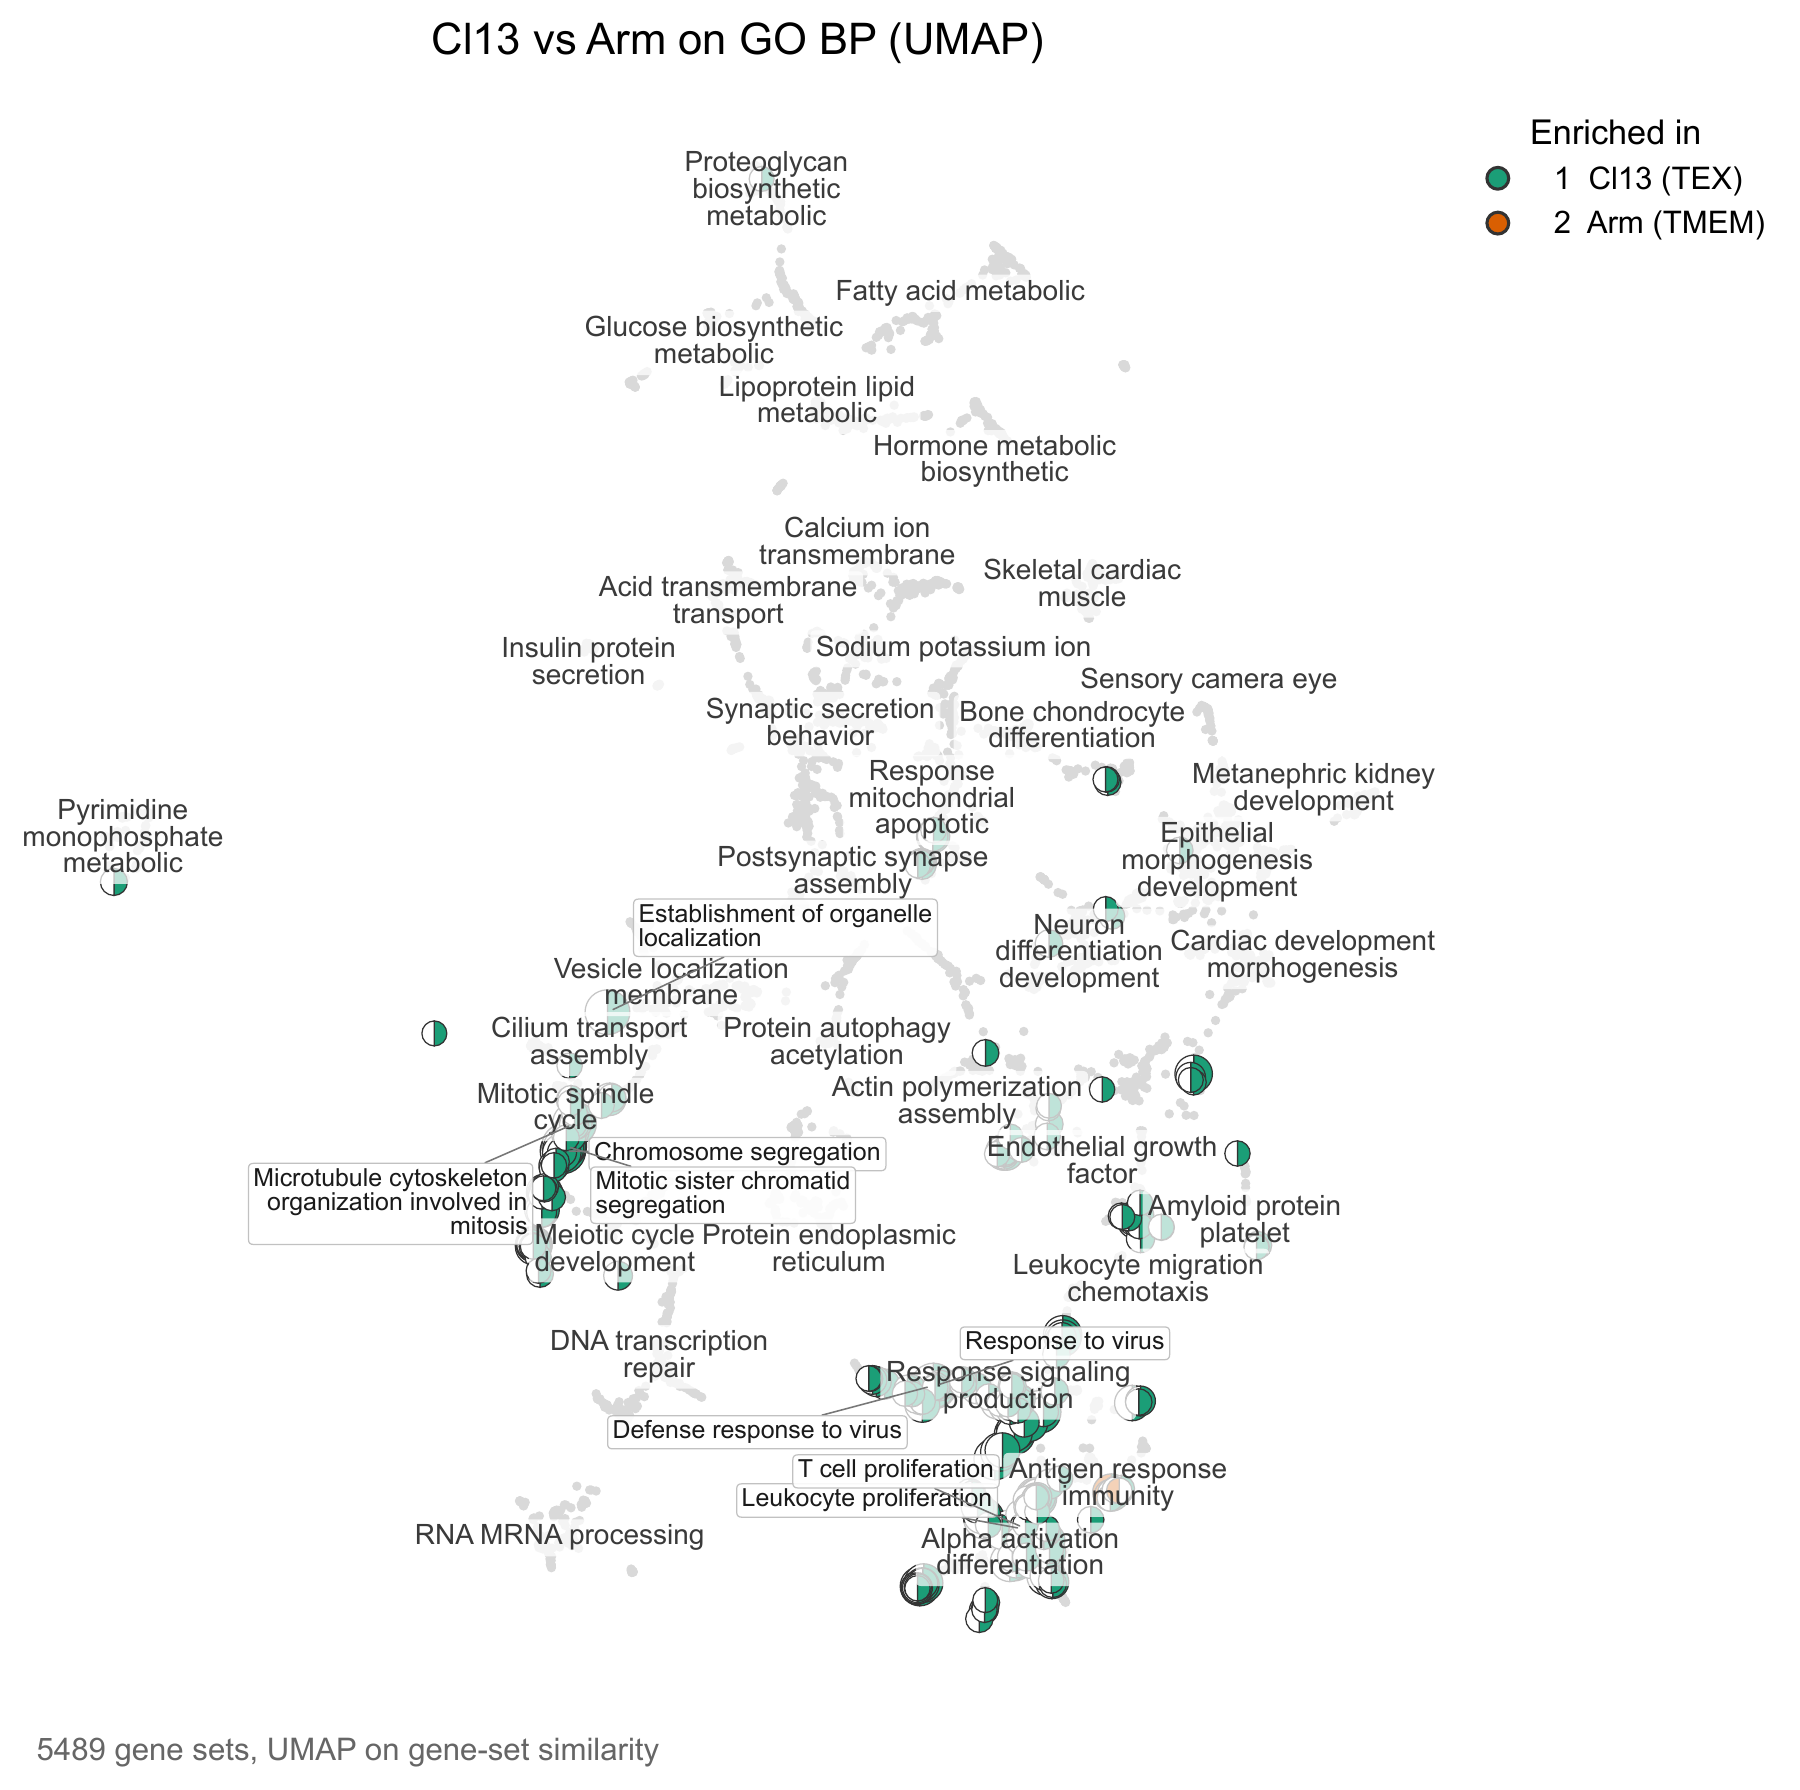 Cl13 vs Arm on GO BP (UMAP)
Enriched in
1 Cl13 (TEX)
2 Arm (TMEM)
Proteoglycan
biosynthetic
metabolic
Fatty acid metabolic
Glucose biosynthetic
metabolic
Lipoprotein lipid
metabolic
Hormone metabolic
biosynthetic
Calcium ion
transmembrane
Skeletal cardiac
muscle
Acid transmembrane
transport
Insulin protein
secretion
Sodium potassium ion
Sensory camera eye
Synaptic secretion
behavior
Bone chondrocyte
differentiation
Response
mitochondrial
apoptotic
Metanephric kidney
development
Pyrimidine
monophosphate
metabolic
Epithelial
morphogenesis
development
Postsynaptic synapse
assembly
Establishment of organelle
localization
Neuron
differentiation
development
Cardiac development
morphogenesis
Vesicle localization
membrane
Cilium transport
assembly
Protein autophagy
acetylation
Mitotic spindle
cycle
Actin polymerization
assembly
Chromosome segregation
Endothelial growth
factor
Microtubule cytoskeleton
organization involved in
mitosis
Mitotic sister chromatid
segregation
Amyloid protein
platelet
Meiotic cycle
development
Protein endoplasmic
reticulum
Leukocyte migration
chemotaxis
DNA transcription
repair
Response to virus
Response signaling
production
Defense response to virus
T cell proliferation
Antigen response
immunity
Leukocyte proliferation
RNA MRNA processing
Alpha activation
differentiation
5489 gene sets, UMAP on gene-set similarity